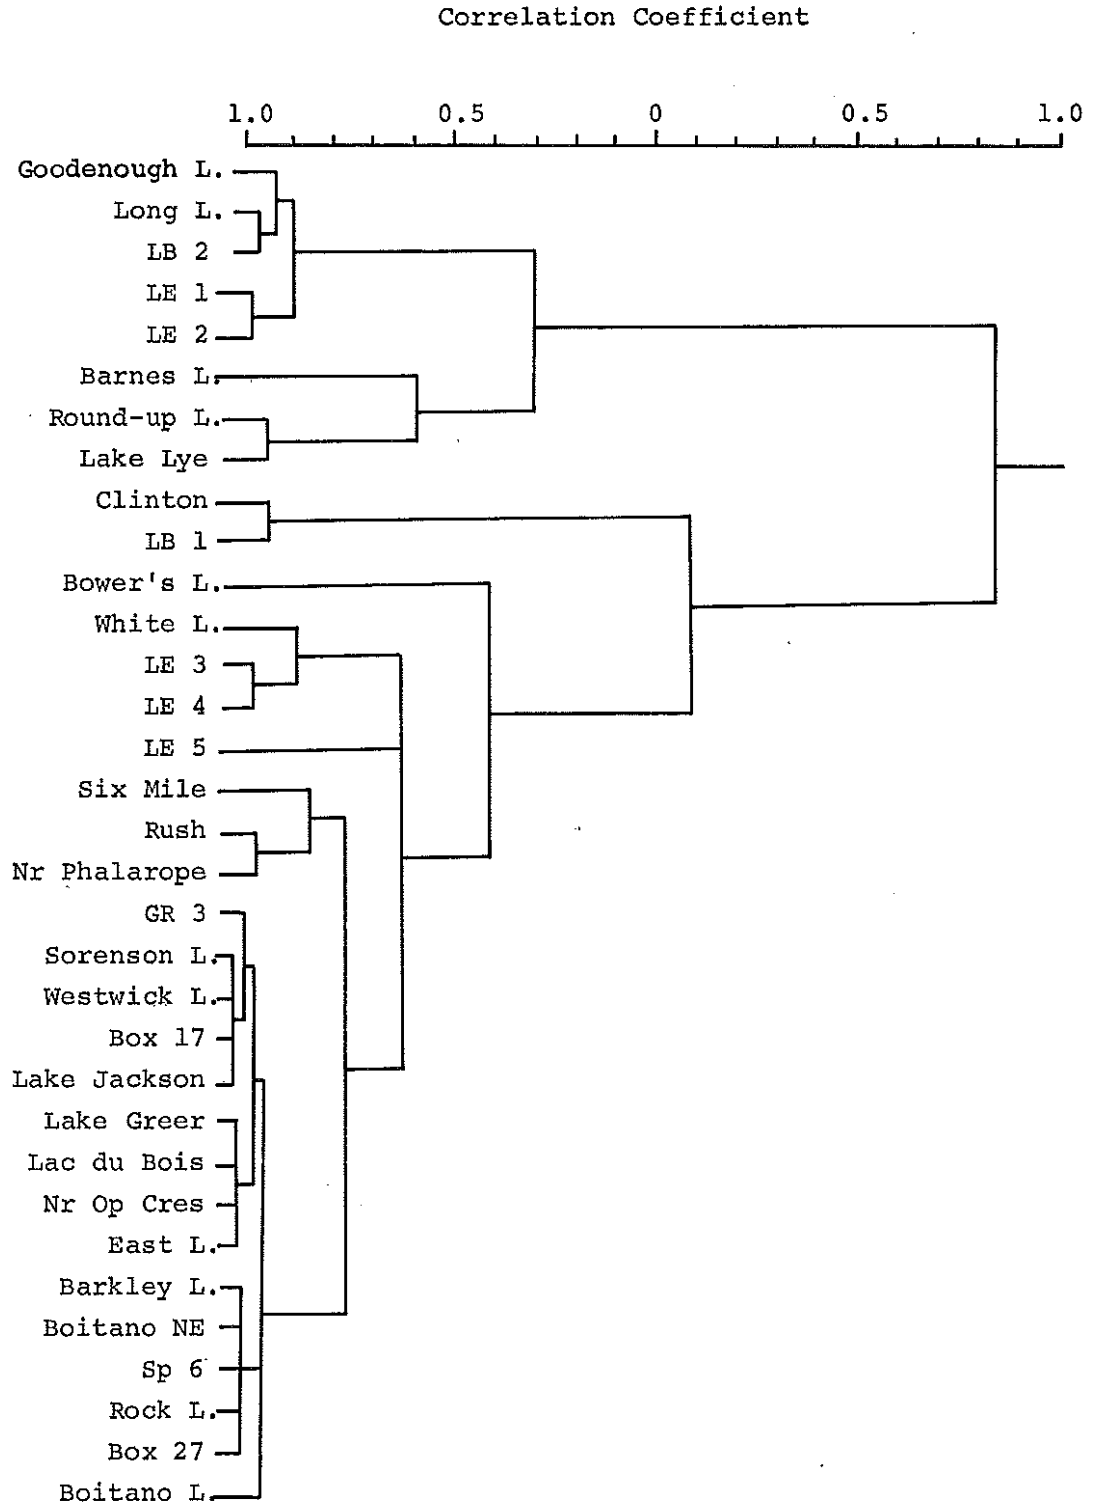 Correlation Coefficient
1.0 0.5 0 0.5 1.0
Goodenough L.
Long L.
LB 2
LE 1
LE 2
Barnes L.
Round-up L.
Lake Lye
Clinton
LB 1
Bower's L.
White L.
LE 3
LE 4
LE 5
Six Mile
Rush
Nr Phalarope
GR 3
Sorenson L.
Westwick L.
Box 17
Lake Jackson
Lake Greer
Lac du Bois
Nr Op Cres
East L.
Barkley L.
Boitano NE
Sp 6
Rock L.
Box 27
Boitano L.